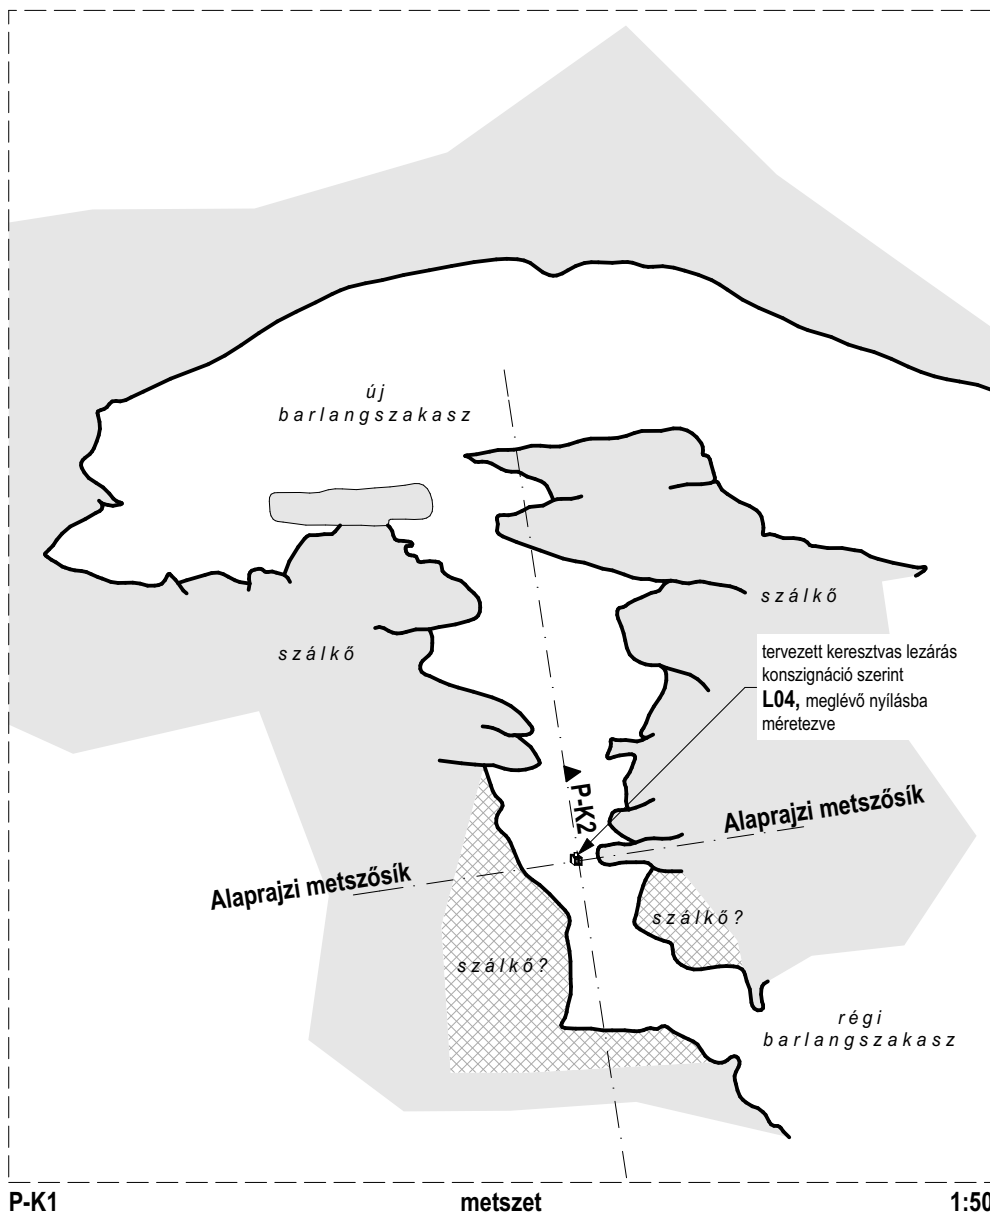 új
barlangszakasz
szálkő
szálkő
tervezett keresztvas lezárás
konszignáció szerint
L04, meglévő nyílásba
méretezve
P-K2
Alaprajzi metszősík
Alaprajzi metszősík
szálkő?
szálkő?
régi
barlangszakasz
P-K1 metszet 1:50